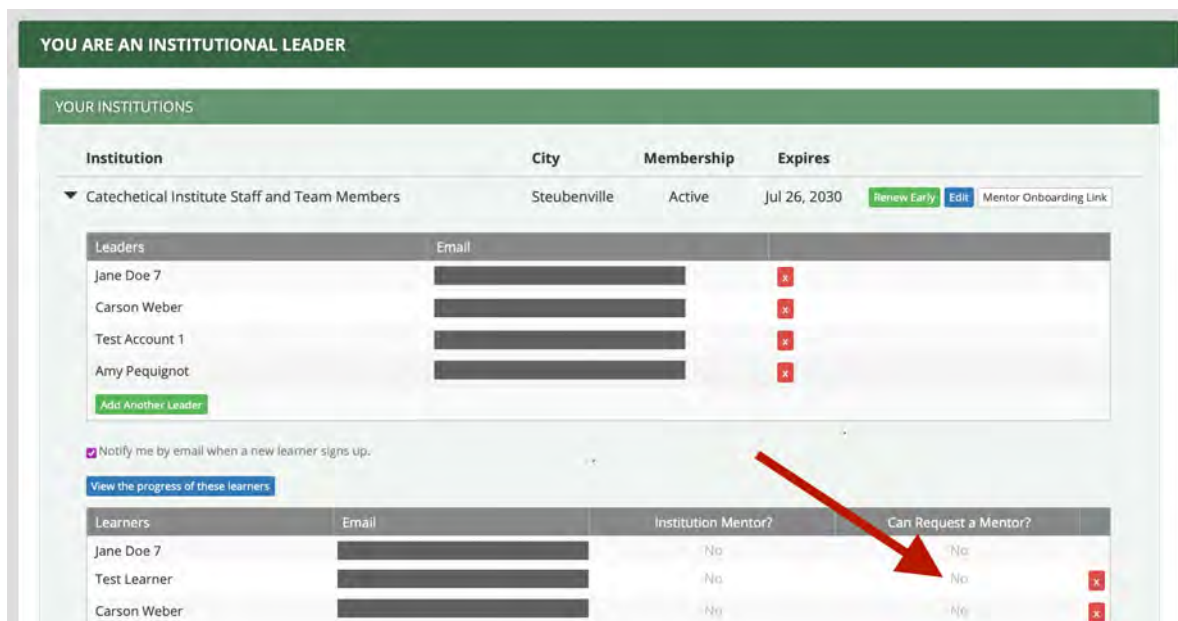 YOU ARE AN INSTITUTIONAL LEADER
YOUR INSTITUTIONS
Institution City Membership Expires
Catechetical Institute Staff and Team Members Steubenville Active Jul 26, 2030 Renew Early Edit Mentor Onboarding Link
Leaders Email
Jane Doe 7 x
Carson Weber x
Test Account 1 x
Amy Pequignot x
Add Another Leader
Notify me by email when a new learner signs up.
View the progress of these learners
Learners Email Institution Mentor? Can Request a Mentor?
Jane Doe 7 No No
Test Learner No No x
Carson Weber No No x